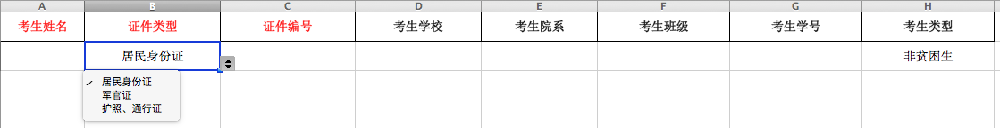 A B C D E F G H
考生姓名 证件类型 证件编号 考生学校 考生院系 考生班级 考生学号 考生类型
居民身份证 非贫困生
✓ 居民身份证
军官证
护照、通行证